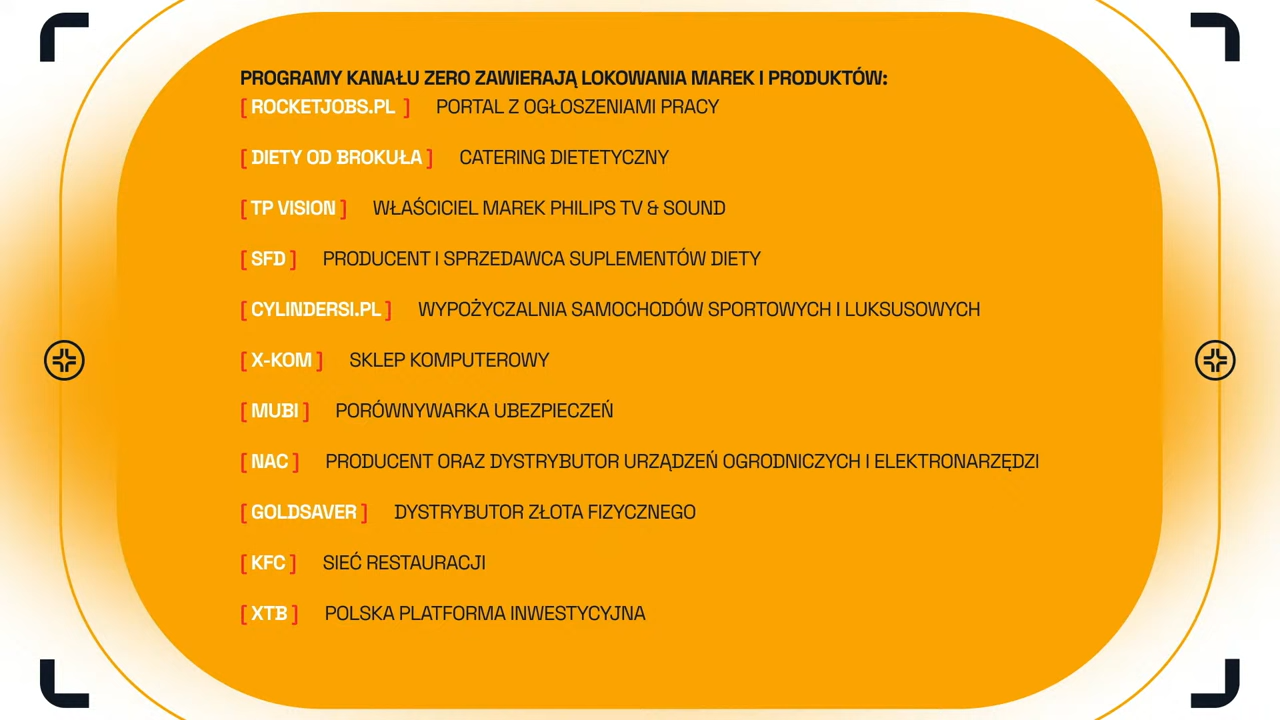 PROGRAMY KANAŁU ZERO ZAWIERAJĄ LOKOWANIA MAREK I PRODUKTÓW:
[ ROCKETJOBS.PL ] PORTAL Z OGŁOSZENIAMI PRACY
[ DIETY OD BROKUŁA ] CATERING DIETETYCZNY
[ TP VISION ] WŁAŚCICIEL MAREK PHILIPS TV & SOUND
[ SFD ] PRODUCENT I SPRZEDAWCA SUPLEMENTÓW DIETY
[ CYLINDERSI.PL ] WYPOŻYCZALNIA SAMOCHODÓW SPORTOWYCH I LUKSUSOWYCH
[ X-KOM ] SKLEP KOMPUTEROWY
[ MUBI ] PORÓWNYWARKA UBEZPIECZEŃ
[ NAC ] PRODUCENT ORAZ DYSTRYBUTOR URZĄDZEŃ OGRODNICZYCH I ELEKTRONARZĘDZI
[ GOLDSAVER ] DYSTRYBUTOR ZŁOTA FIZYCZNEGO
[ KFC ] SIEĆ RESTAURACJI
[ XTB ] POLSKA PLATFORMA INWESTYCYJNA